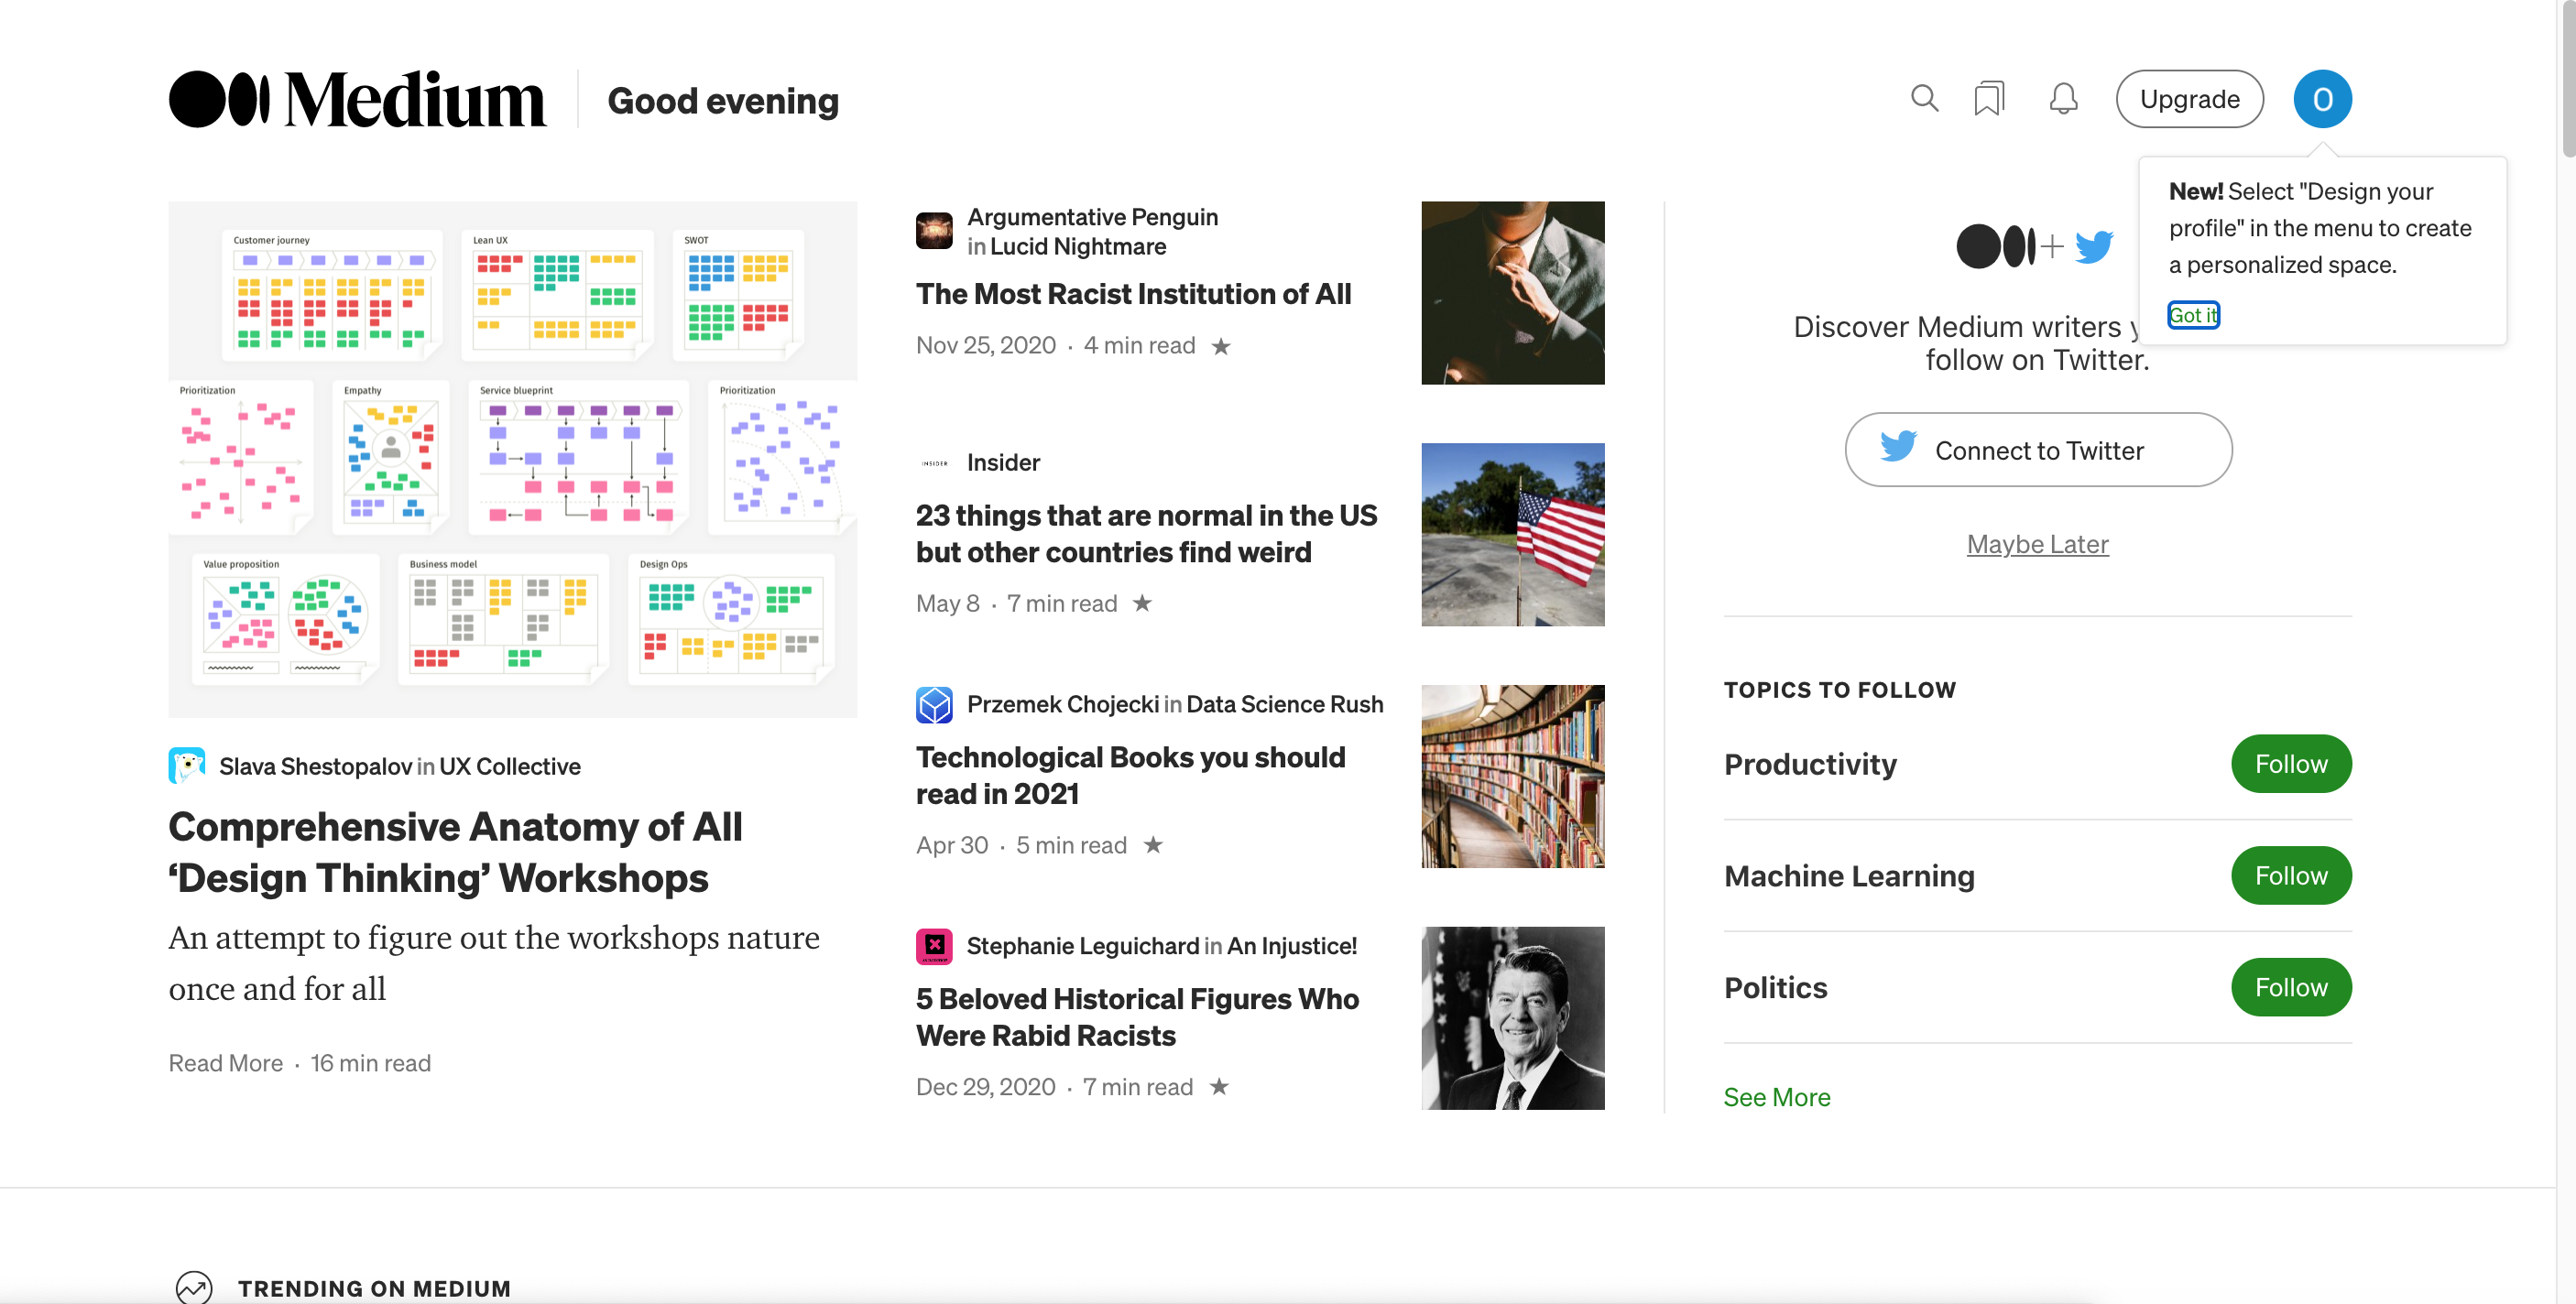 Medium
Good evening
Upgrade
O
New! Select "Design your
profile" in the menu to create
a personalized space.
Got it
Customer journey
Lean UX
SWOT
Prioritization
Empathy
Service blueprint
Prioritization
Value proposition
Business model
Design Ops
Slava Shestopalov in UX Collective
Comprehensive Anatomy of All
‘Design Thinking’ Workshops
An attempt to figure out the workshops nature
once and for all
Read More · 16 min read
Argumentative Penguin
in Lucid Nightmare
The Most Racist Institution of All
Nov 25, 2020 · 4 min read ★
INSIDER
Insider
23 things that are normal in the US
but other countries find weird
May 8 · 7 min read ★
Przemek Chojecki in Data Science Rush
Technological Books you should
read in 2021
Apr 30 · 5 min read ★
Stephanie Leguichard in An Injustice!
5 Beloved Historical Figures Who
Were Rabid Racists
Dec 29, 2020 · 7 min read ★
Discover Medium writers
follow on Twitter.
Connect to Twitter
Maybe Later
TOPICS TO FOLLOW
Productivity
Follow
Machine Learning
Follow
Politics
Follow
See More
TRENDING ON MEDIUM